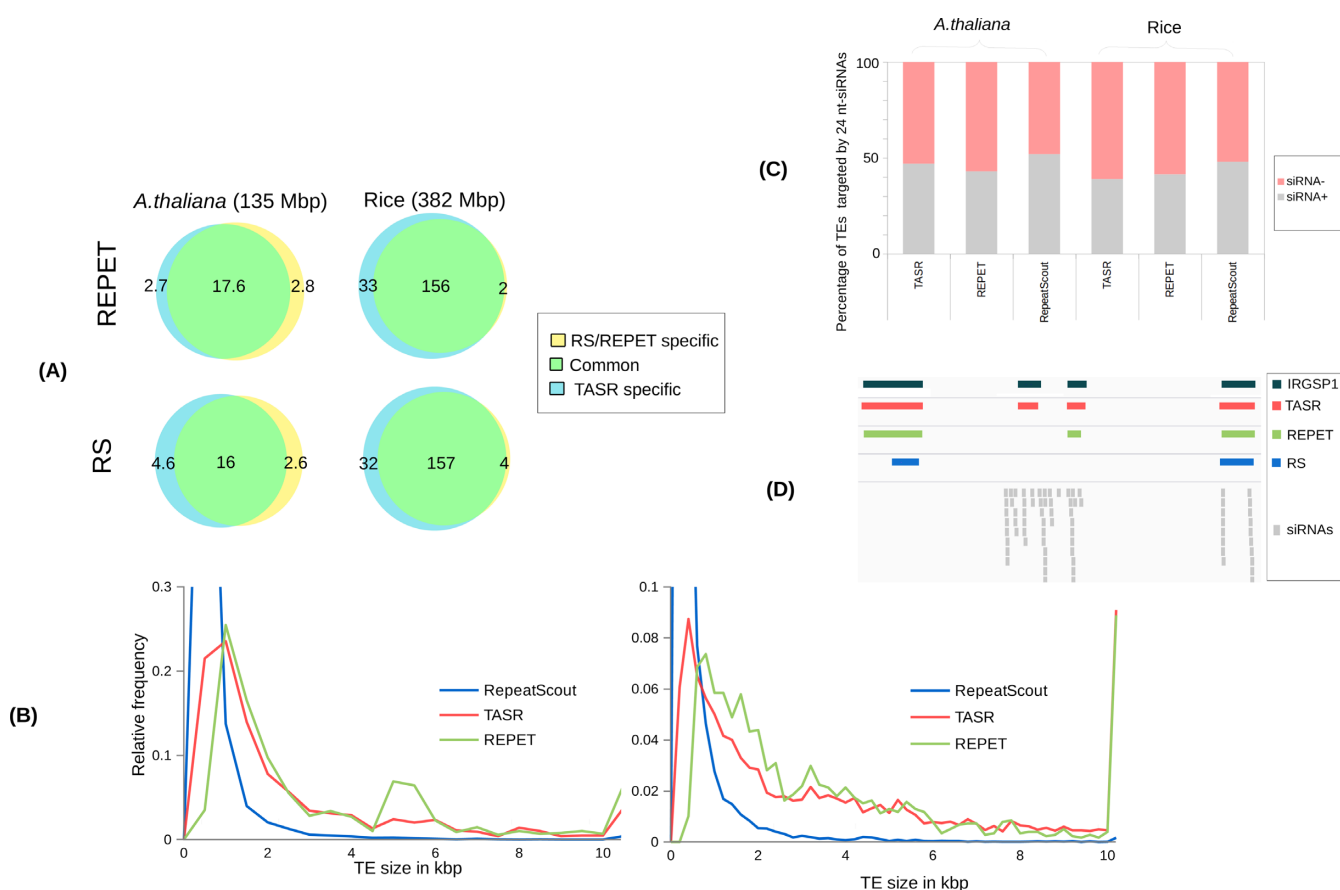 A.thaliana
Rice
Percentage of TEs targeted by 24 nt-siRNAs
100
50
0
TASR
REPET
RepeatScout
TASR
REPET
RepeatScout
siRNA-
siRNA+
(C)
A.thaliana (135 Mbp)
Rice (382 Mbp)
REPET
2.7
17.6
2.8
33
156
2
RS/REPET specific
Common
TASR specific
(A)
RS
4.6
16
2.6
32
157
4
(D)
IRGSP1
TASR
REPET
RS
siRNAs
(B)
Relative frequency
0.3
0.2
0.1
0
0
2
4
6
8
10
TE size in kbp
RepeatScout
TASR
REPET
0.1
0.08
0.06
0.04
0.02
0
0
2
4
6
8
10
TE size in kbp
RepeatScout
TASR
REPET